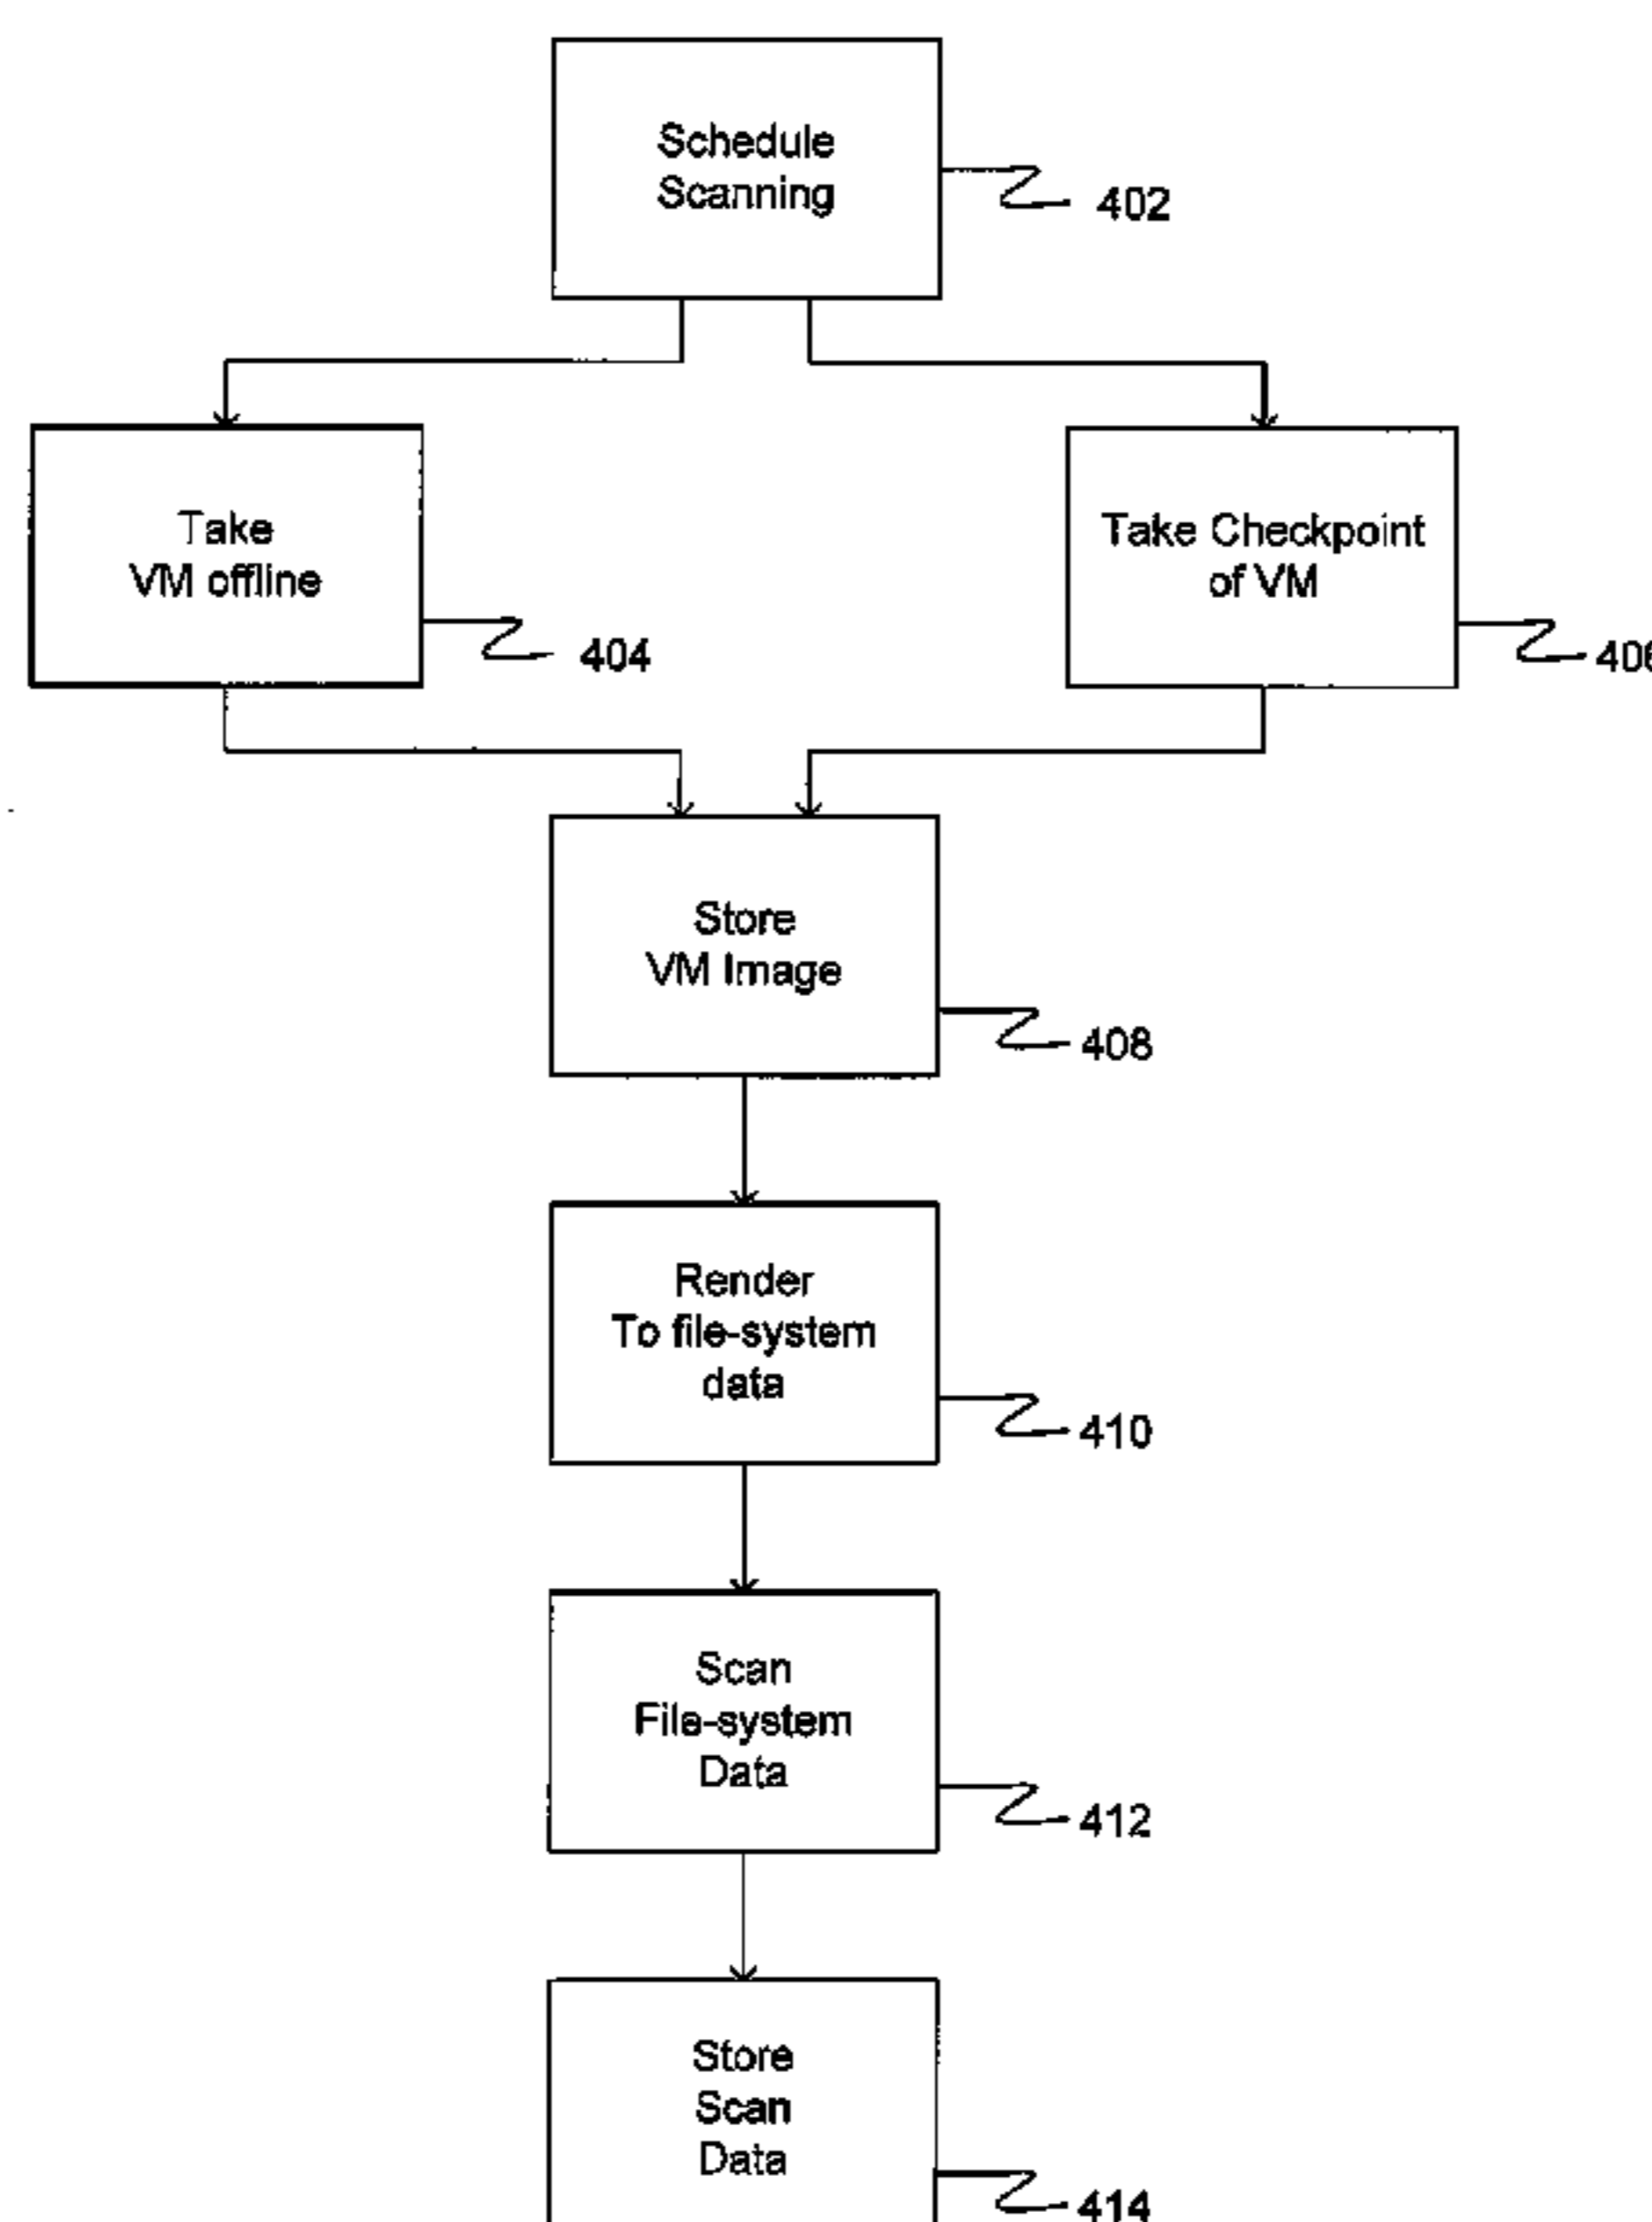 Schedule
Scanning
402
Take
VM offline
404
Take Checkpoint
of VM
Store
VM Image
408
Render
To file-system
data
410
Scan
File-system
Data
412
Store
Scan
Data
414